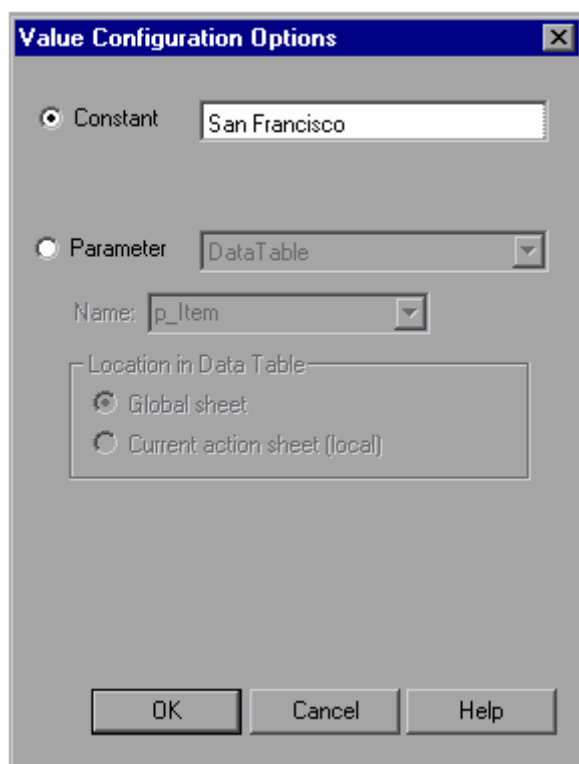 Value Configuration Options
Constant San Francisco
Parameter DataTable
Name: p_Item
Location in Data Table
Global sheet
Current action sheet (local)
OK Cancel Help